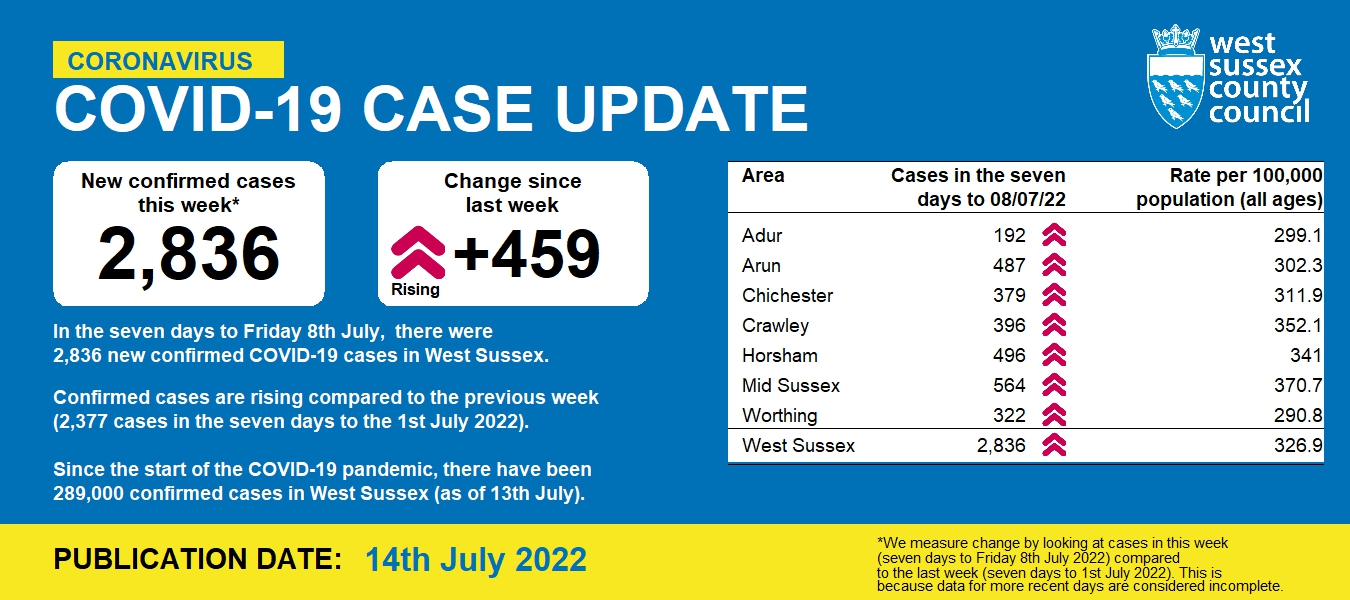 CORONAVIRUS
COVID-19 CASE UPDATE
west
sussex
county
council
New confirmed cases
this week*
2,836
Change since
last week
+459
Rising
In the seven days to Friday 8th July,  there were
2,836 new confirmed COVID-19 cases in West Sussex.
Confirmed cases are rising compared to the previous week
(2,377 cases in the seven days to the 1st July 2022).
Since the start of the COVID-19 pandemic, there have been
289,000 confirmed cases in West Sussex (as of 13th July).
Area Cases in the seven Rate per 100,000
days to 08/07/22 population (all ages)
Adur 192 299.1
Arun 487 302.3
Chichester 379 311.9
Crawley 396 352.1
Horsham 496 341
Mid Sussex 564 370.7
Worthing 322 290.8
West Sussex 2,836 326.9
PUBLICATION DATE: 14th July 2022
*We measure change by looking at cases in this week
(seven days to Friday 8th July 2022) compared
to the last week (seven days to 1st July 2022). This is
because data for more recent days are considered incomplete.